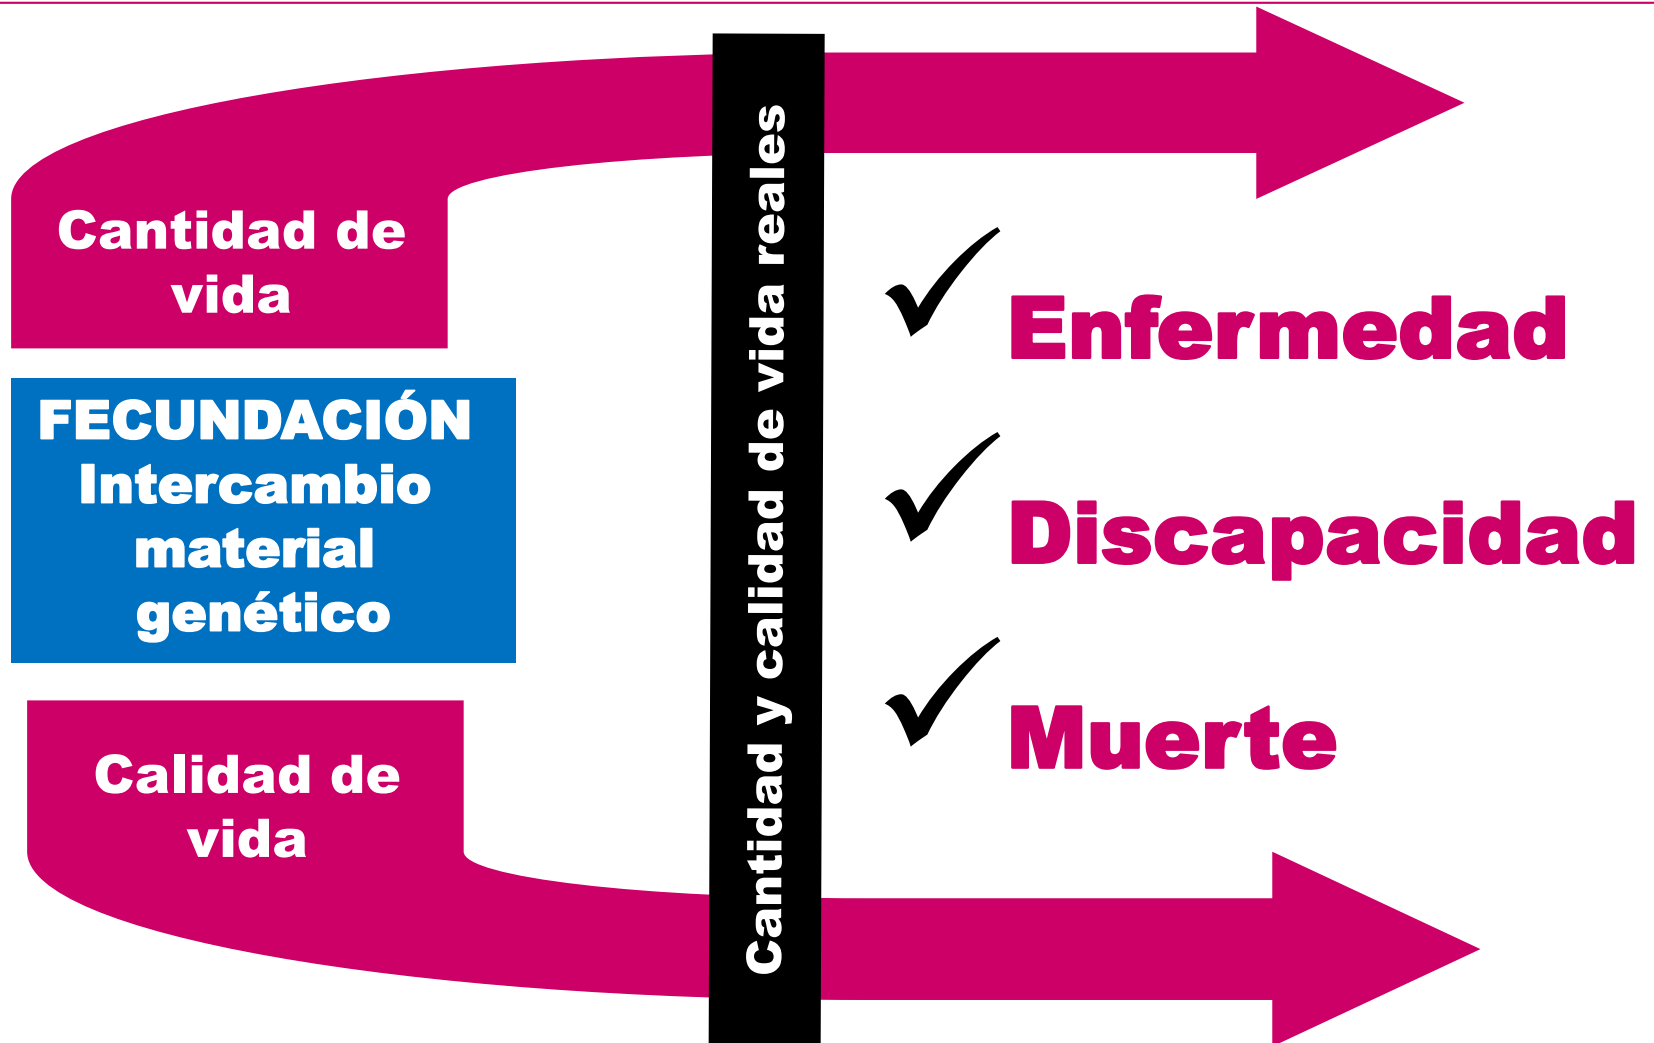 Cantidad de
vida
FECUNDACIÓN
Intercambio
material
genético
Calidad de
vida
Cantidad y calidad de vida reales
Enfermedad
Discapacidad
Muerte